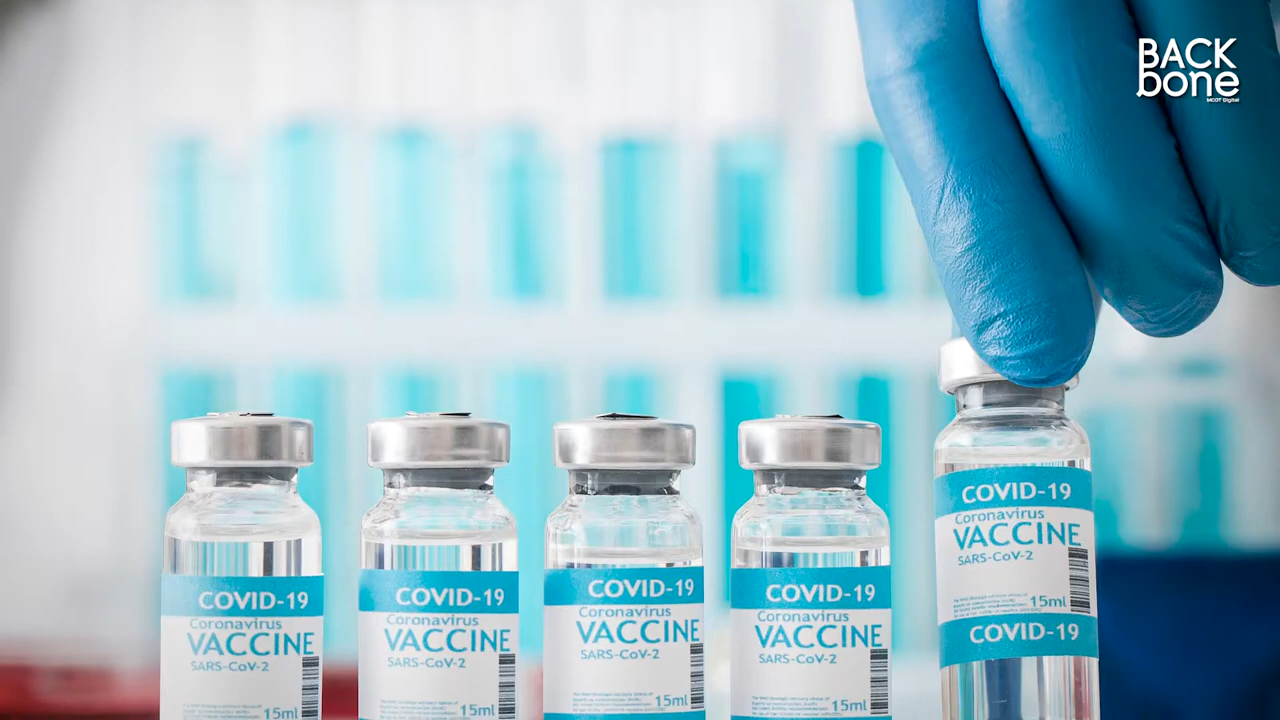 BACK
bone
MCOT Digital
COVID-19
Coronavirus
VACCINE
SARS-CoV-2
15ml
COVID-19
Coronavirus
VACCINE
SARS-CoV-2
15ml
COVID-19
Coronavirus
VACCINE
SARS-CoV-2
15ml
COVID-19
Coronavirus
VACCINE
SARS-CoV-2
15ml
COVID-19
Coronavirus
VACCINE
SARS-CoV-2
15ml
COVID-19